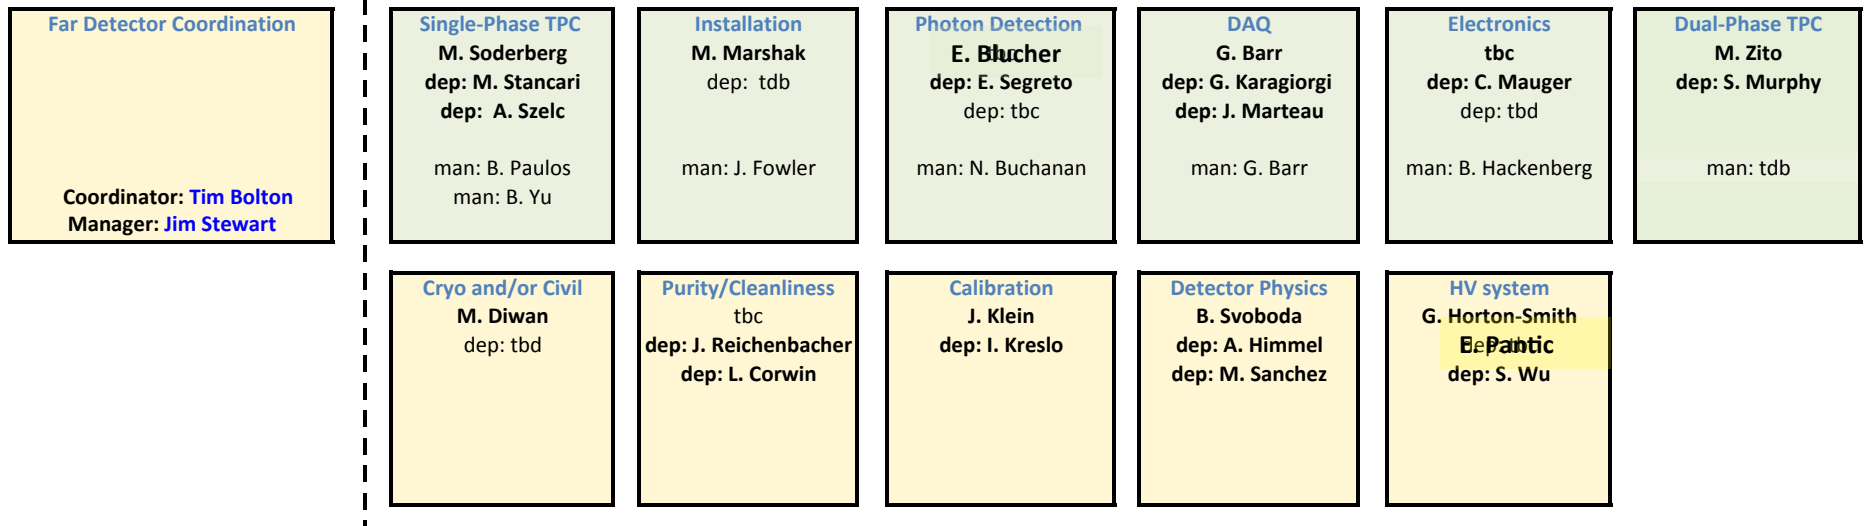 Far Detector Coordination
Coordinator: Tim Bolton
Manager: Jim Stewart
Single-Phase TPC
M. Soderberg
dep: M. Stancari
dep: A. Szelc
man: B. Paulos
man: B. Yu
Installation
M. Marshak
dep: tdb
man: J. Fowler
Photon Detection
E. Blucher
dep: E. Segreto
dep: tbc
man: N. Buchanan
DAQ
G. Barr
dep: G. Karagiorgi
dep: J. Marteau
man: G. Barr
Electronics
tbc
dep: C. Mauger
dep: tbd
man: B. Hackenberg
Dual-Phase TPC
M. Zito
dep: S. Murphy
man: tdb
Cryo and/or Civil
M. Diwan
dep: tbd
Purity/Cleanliness
tbc
dep: J. Reichenbacher
dep: L. Corwin
Calibration
J. Klein
dep: I. Kreslo
Detector Physics
B. Svoboda
dep: A. Himmel
dep: M. Sanchez
HV system
G. Horton-Smith
E. Pantic
dep: S. Wu